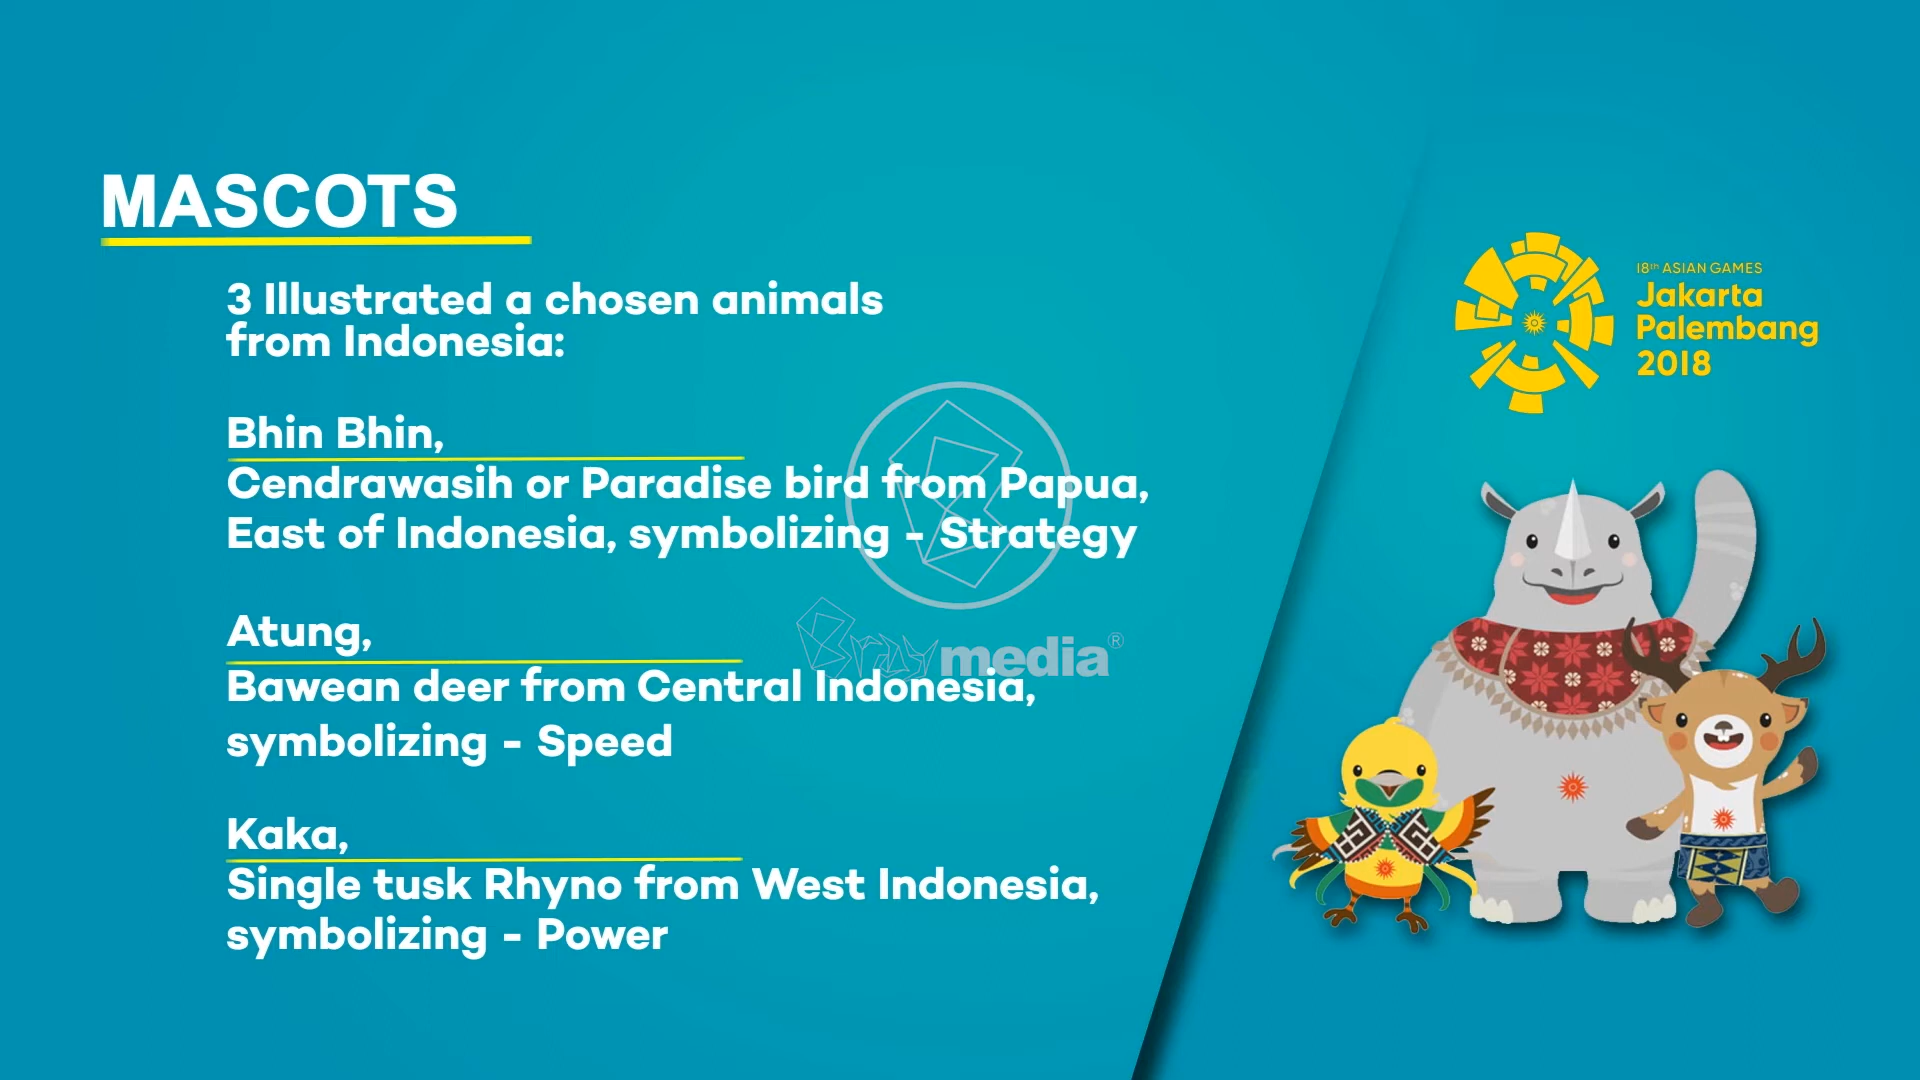 MASCOTS
3 Illustrated a chosen animals
from Indonesia:
Bhin Bhin,
Cendrawasih or Paradise bird from Papua,
East of Indonesia, symbolizing - Strategy
Atung,
Bawean deer from Central Indonesia,
symbolizing - Speed
Kaka,
Single tusk Rhyno from West Indonesia,
symbolizing - Power
18th ASIAN GAMES
Jakarta
Palembang
2018
media®